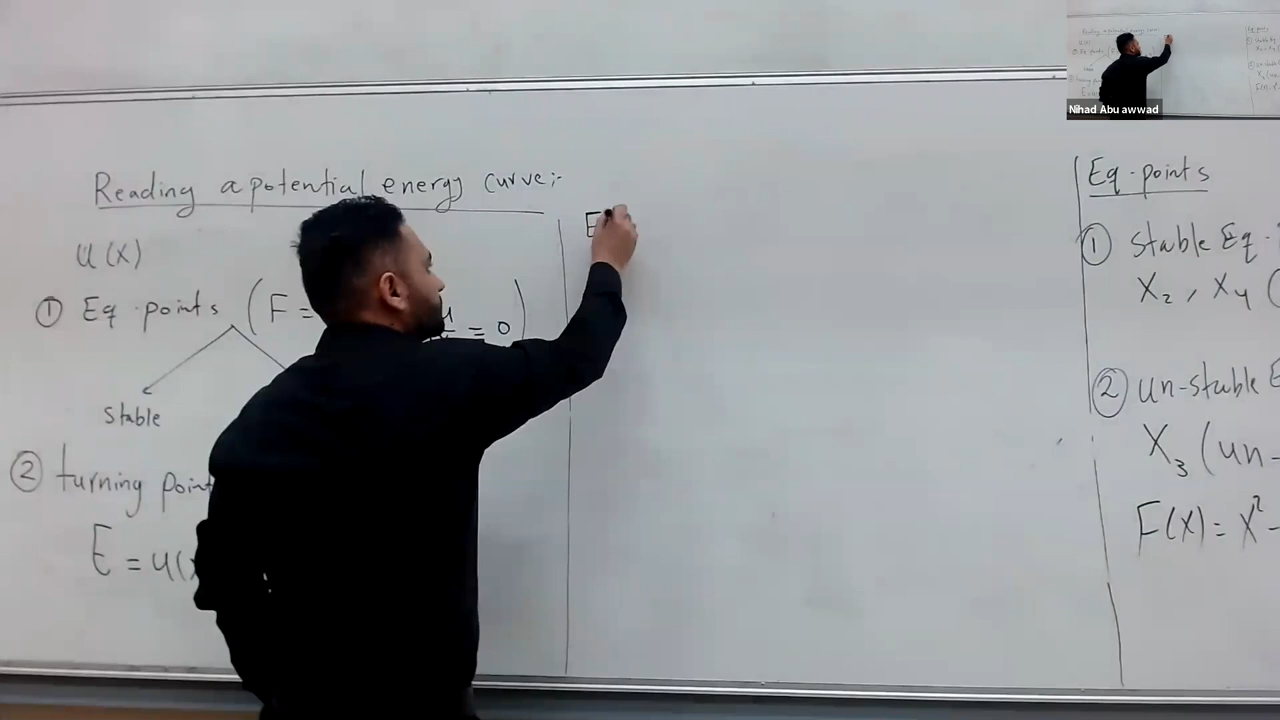 Reading a potential energy curve:-
U(X)
① Eq. points (F =
= 0)
Stable
② turning point
E = U(
E
Eq. points
① Stable Eq.
X₂, X₄ (
② un-stable
X₃ (un-
F(X) = X² -
Nihad Abu awwad